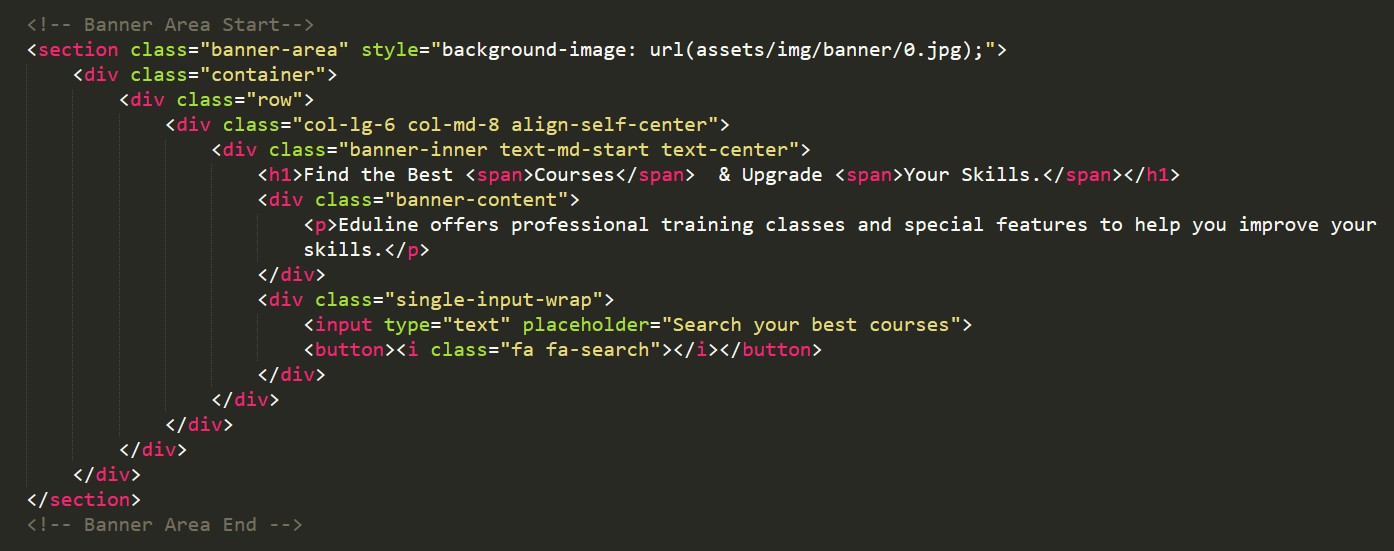 <!-- Banner Area Start-->
<section class="banner-area" style="background-image: url(assets/img/banner/0.jpg);">
<div class="container">
<div class="row">
<div class="col-lg-6 col-md-8 align-self-center">
<div class="banner-inner text-md-start text-center">
<h1>Find the Best <span>Courses</span>  & Upgrade <span>Your Skills.</span></h1>
<div class="banner-content">
<p>Eduline offers professional training classes and special features to help you improve your
skills.</p>
</div>
<div class="single-input-wrap">
<input type="text" placeholder="Search your best courses">
<button><i class="fa fa-search"></i></button>
</div>
</div>
</div>
</div>
</div>
</section>
<!-- Banner Area End -->